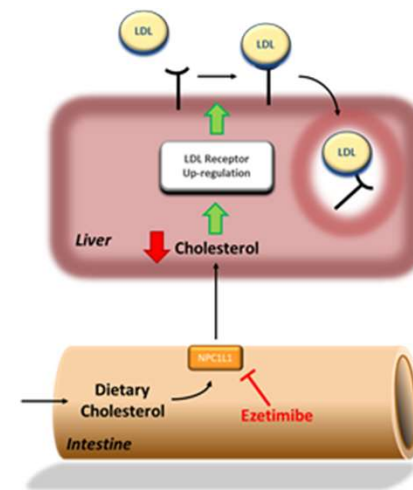 LDL
LDL
LDL Receptor
Up-regulation
LDL
Liver
Cholesterol
NPC1L1
Dietary
Cholesterol
Ezetimibe
Intestine